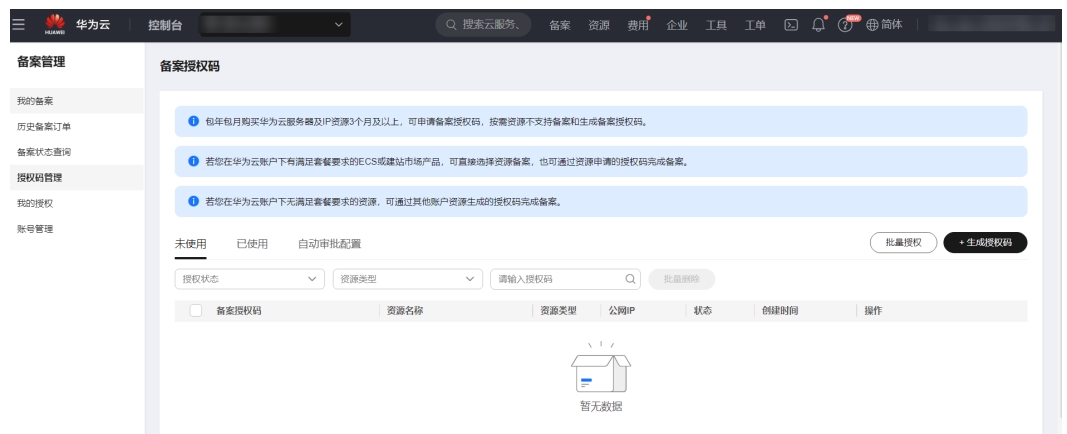 HUAWEI
华为云
控制台
搜索云服务、
备案
资源
费用
企业
工具
工单
NEW
简体
备案管理
我的备案
历史备案订单
备案状态查询
授权码管理
我的授权
账号管理
备案授权码
包年包月购买华为云服务器及IP资源3个月及以上，可申请备案授权码，按需资源不支持备案和生成备案授权码。
若您在华为云账户下有满足套餐要求的ECS或建站市场产品，可直接选择资源备案，也可通过资源申请的授权码完成备案。
若您在华为云账户下无满足套餐要求的资源，可通过其他账户资源生成的授权码完成备案。
未使用
已使用
自动审批配置
批量授权
+ 生成授权码
授权状态
资源类型
请输入授权码
批量删除
备案授权码
资源名称
资源类型
公网IP
状态
创建时间
操作
暂无数据